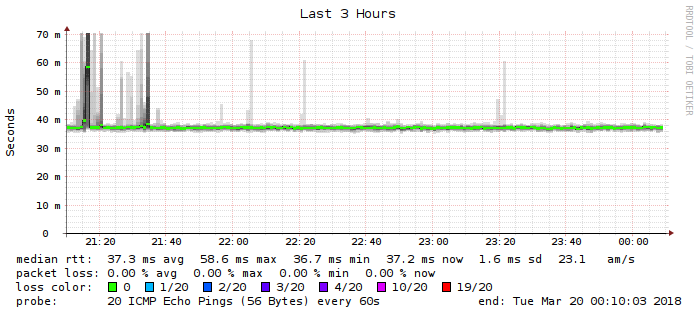 Last 3 Hours
RRDTOOL / TOBI OETIKER
Seconds
70 m
60 m
50 m
40 m
30 m
20 m
10 m
0
21:20 21:40 22:00 22:20 22:40 23:00 23:20 23:40 00:00
median rtt: 37.3 ms avg 58.6 ms max 36.7 ms min 37.2 ms now 1.6 ms sd 23.1 am/s
packet loss: 0.00 % avg 0.00 % max 0.00 % min 0.00 % now
loss color: 0 1/20 2/20 3/20 4/20 10/20 19/20
probe: 20 ICMP Echo Pings (56 Bytes) every 60s end: Tue Mar 20 00:10:03 2018